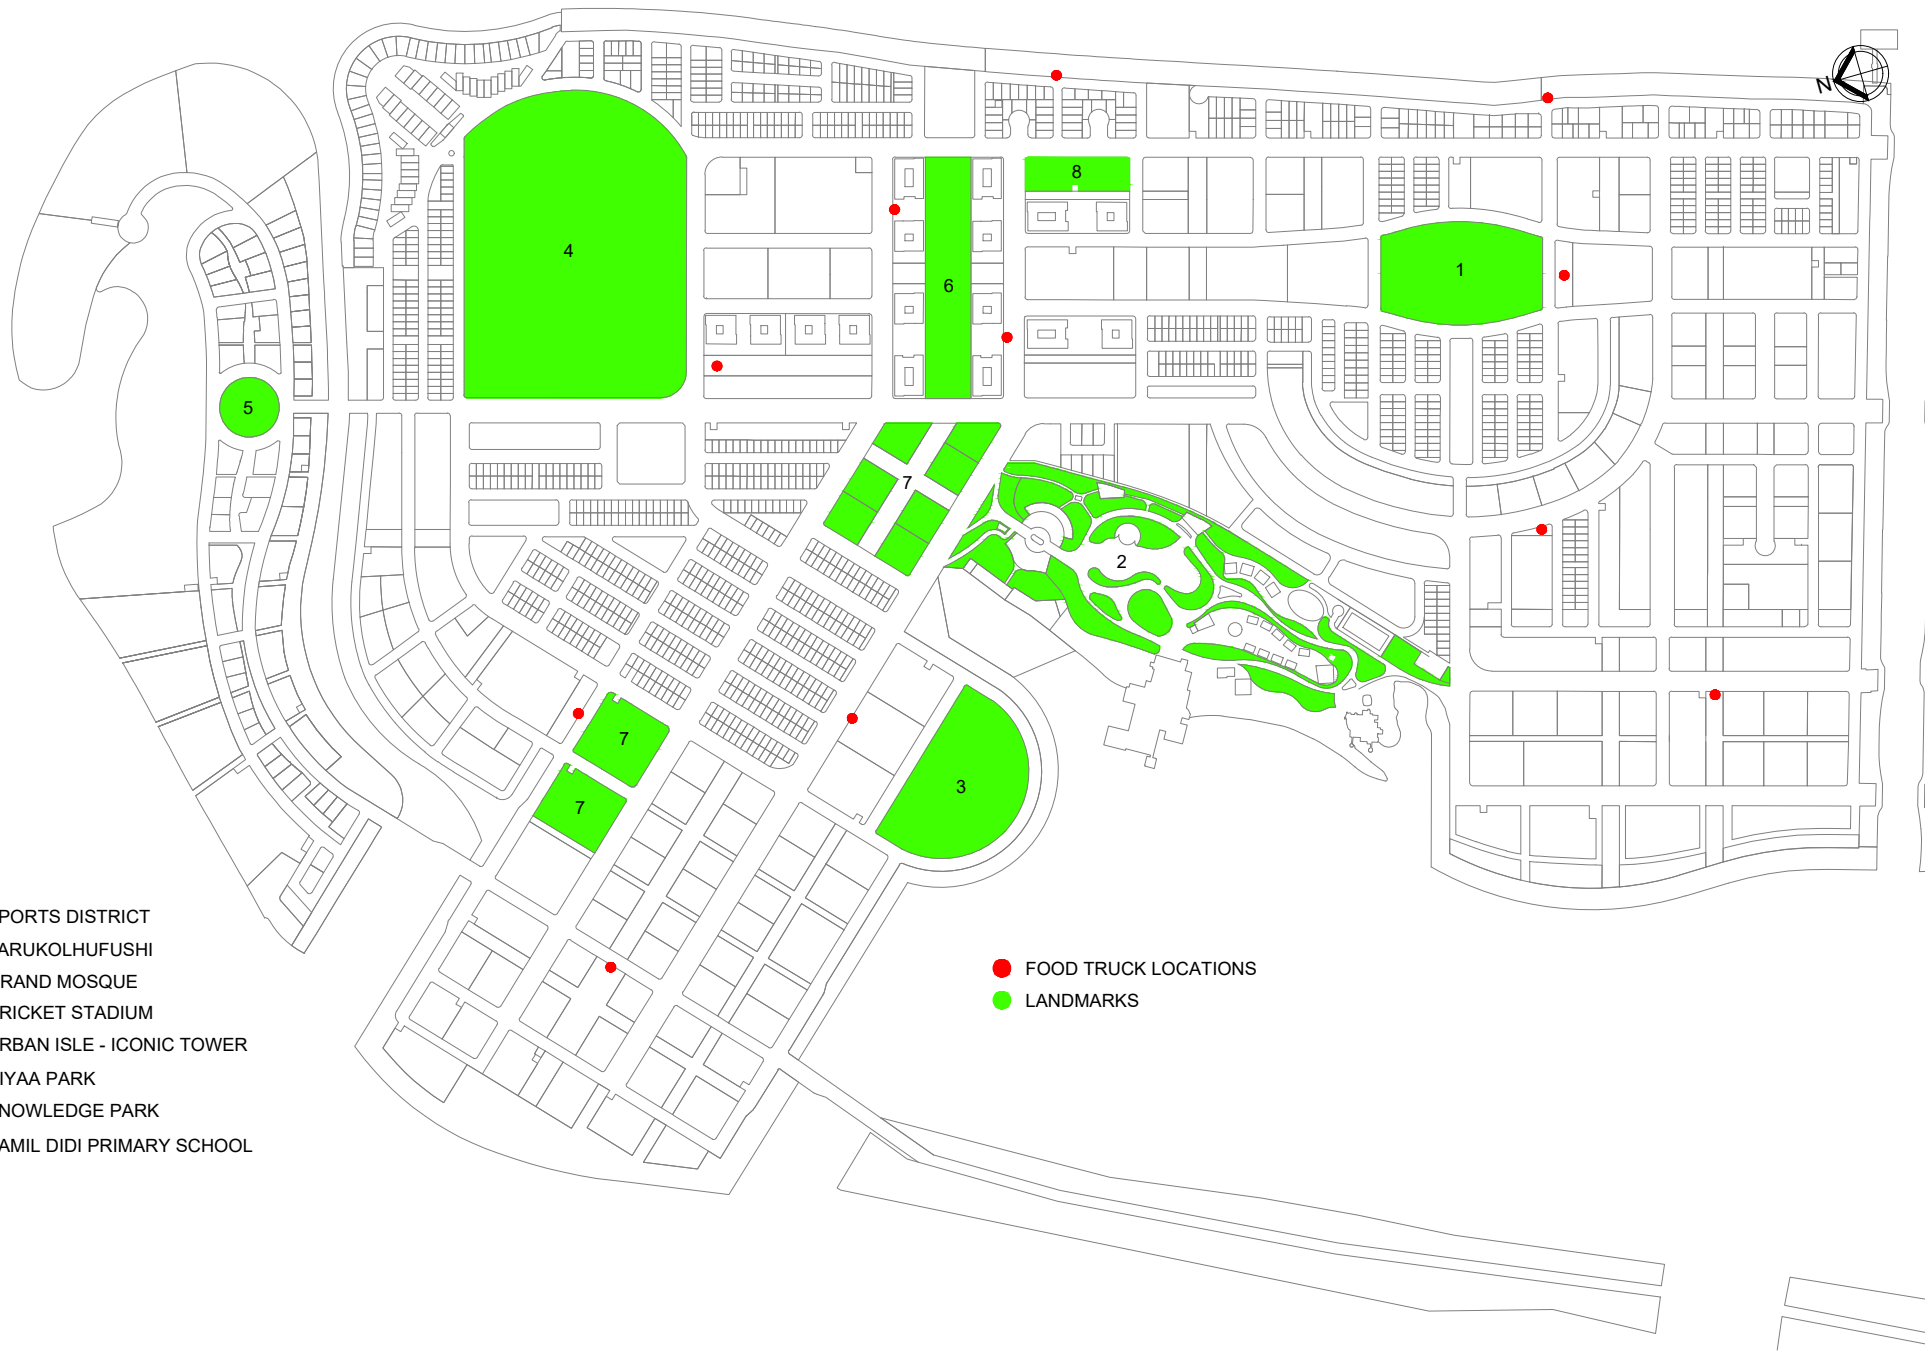 N
8
4
1
6
5
7
2
7
3
7
PORTS DISTRICT
ARUKOLHUFUSHI
RAND MOSQUE
RICKET STADIUM
RBAN ISLE - ICONIC TOWER
IYAA PARK
NOWLEDGE PARK
AMIL DIDI PRIMARY SCHOOL
FOOD TRUCK LOCATIONS
LANDMARKS